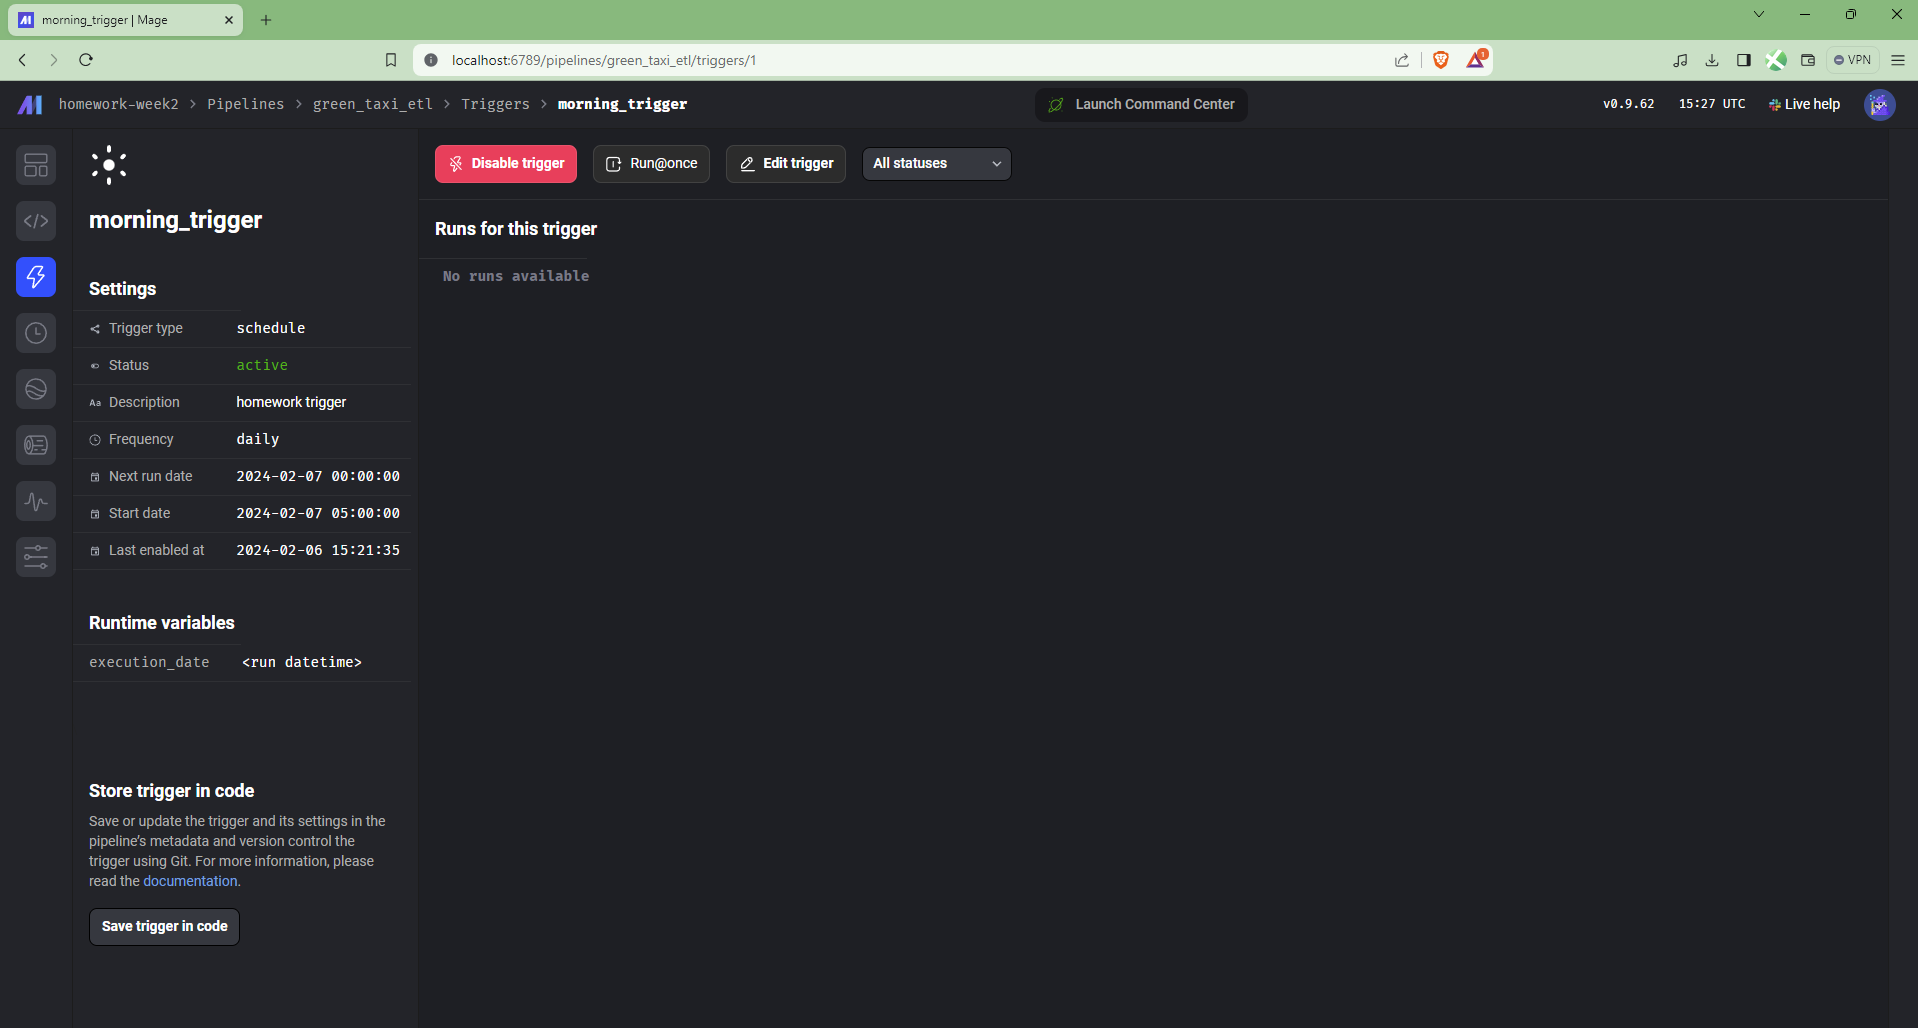 morning_trigger | Mage
localhost:6789/pipelines/green_taxi_etl/triggers/1
1
VPN
homework-week2 > Pipelines > green_taxi_etl > Triggers > morning_trigger
Launch Command Center
v0.9.62
15:27 UTC
Live help
Disable trigger
Run@once
Edit trigger
All statuses
morning_trigger
Runs for this trigger
No runs available
Settings
Trigger type schedule
Status active
Aa Description homework trigger
Frequency daily
Next run date 2024-02-07 00:00:00
Start date 2024-02-07 05:00:00
Last enabled at 2024-02-06 15:21:35
Runtime variables
execution_date <run datetime>
Store trigger in code
Save or update the trigger and its settings in the
pipeline’s metadata and version control the
trigger using Git. For more information, please
read the documentation.
Save trigger in code